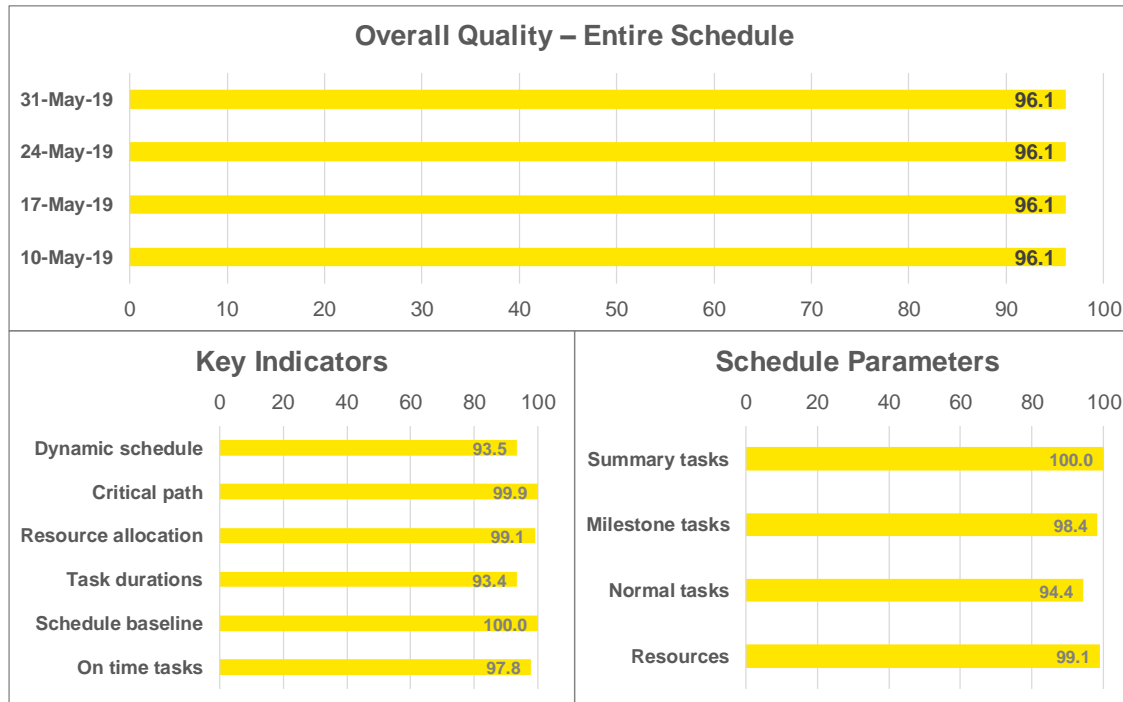 Overall Quality – Entire Schedule
31-May-19 96.1
24-May-19 96.1
17-May-19 96.1
10-May-19 96.1
0 10 20 30 40 50 60 70 80 90 100
Key Indicators
0 20 40 60 80 100
Dynamic schedule 93.5
Critical path 99.9
Resource allocation 99.1
Task durations 93.4
Schedule baseline 100.0
On time tasks 97.8
Schedule Parameters
0 20 40 60 80 100
Summary tasks 100.0
Milestone tasks 98.4
Normal tasks 94.4
Resources 99.1